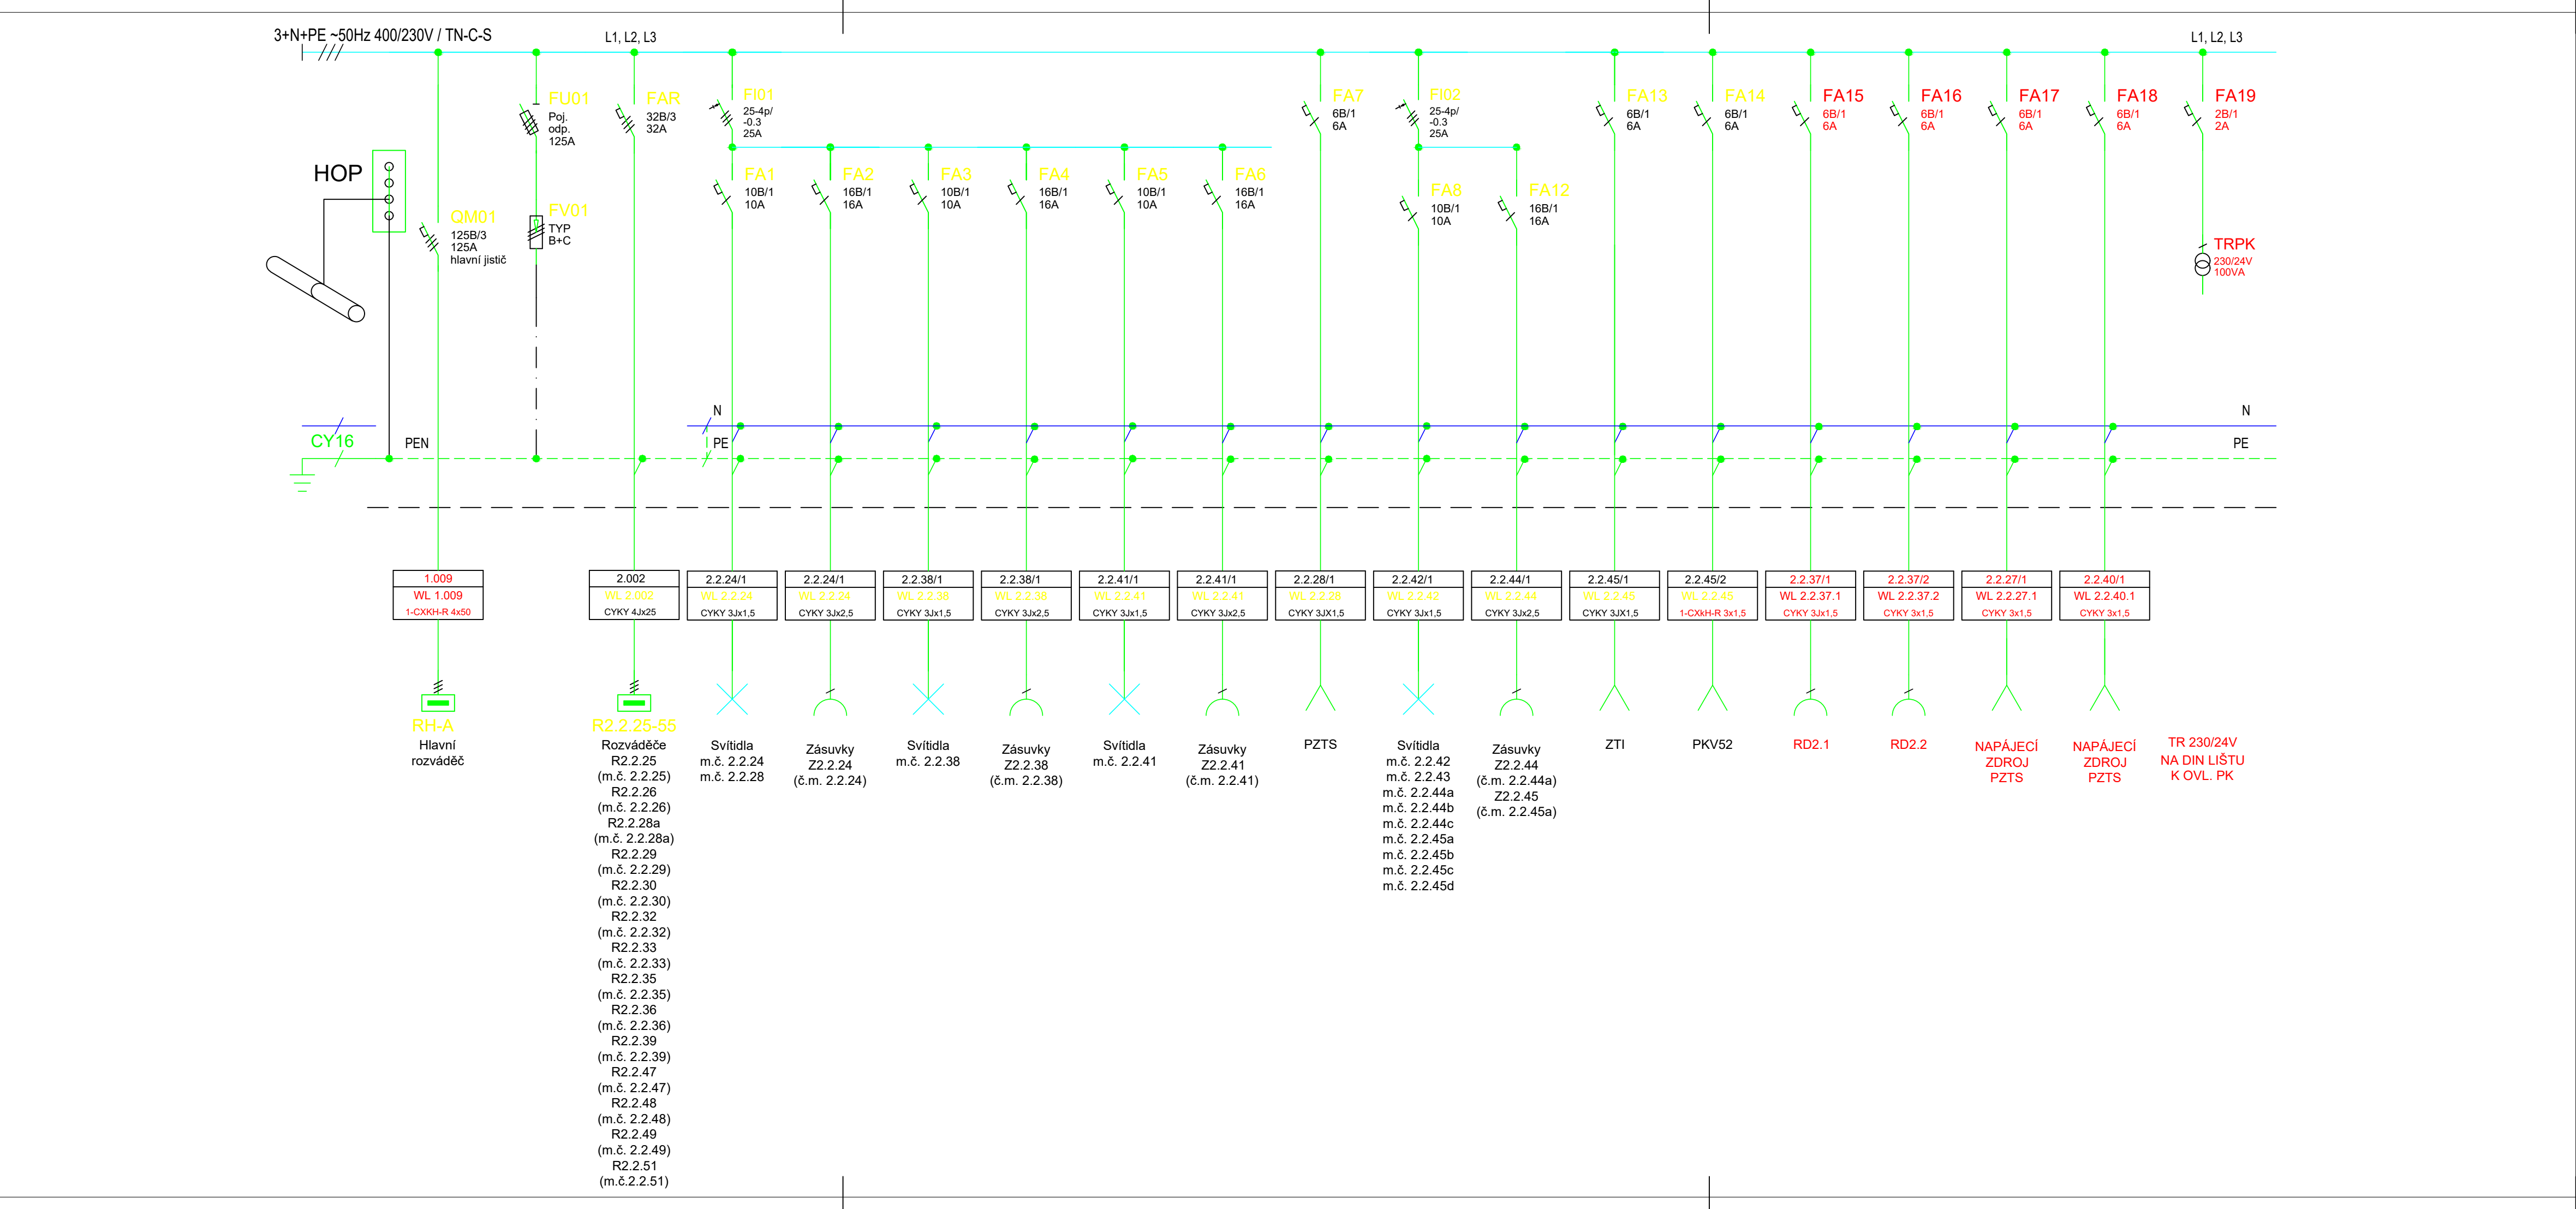 3+N+PE ~50Hz 400/230V / TN-C-S
L1, L2, L3
L1, L2, L3
HOP
QM01
125B/3
125A
hlavní jistič
FU01
Poj.
odp.
125A
FV01
TYP
B+C
FAR
32B/3
32A
FI01
25-4p/
-0.3
25A
FA1
10B/1
10A
FA2
16B/1
16A
FA3
10B/1
10A
FA4
16B/1
16A
FA5
10B/1
10A
FA6
16B/1
16A
FA7
6B/1
6A
FI02
25-4p/
-0.3
25A
FA8
10B/1
10A
FA12
16B/1
16A
FA13
6B/1
6A
FA14
6B/1
6A
FA15
6B/1
6A
FA16
6B/1
6A
FA17
6B/1
6A
FA18
6B/1
6A
FA19
2B/1
2A
TRPK
230/24V
100VA
N
N
CY16
PEN
PE
PE
1.009
WL 1.009
1-CXKH-R 4x50
2.002
WL 2.002
CYKY 4Jx25
2.2.24/1
WL 2.2.24
CYKY 3Jx1,5
2.2.24/1
WL 2.2.24
CYKY 3Jx2,5
2.2.38/1
WL 2.2.38
CYKY 3Jx1,5
2.2.38/1
WL 2.2.38
CYKY 3Jx2,5
2.2.41/1
WL 2.2.41
CYKY 3Jx1,5
2.2.41/1
WL 2.2.41
CYKY 3Jx2,5
2.2.28/1
WL 2.2.28
CYKY 3JX1,5
2.2.42/1
WL 2.2.42
CYKY 3Jx1,5
2.2.44/1
WL 2.2.44
CYKY 3Jx2,5
2.2.45/1
WL 2.2.45
CYKY 3JX1,5
2.2.45/2
WL 2.2.45
1-CXkH-R 3x1,5
2.2.37/1
WL 2.2.37.1
CYKY 3Jx1,5
2.2.37/2
WL 2.2.37.2
CYKY 3x1,5
2.2.27/1
WL 2.2.27.1
CYKY 3x1,5
2.2.40/1
WL 2.2.40.1
CYKY 3x1,5
RH-A
Hlavní
rozváděč
R2.2.25-55
Rozváděče
R2.2.25
(m.č. 2.2.25)
R2.2.26
(m.č. 2.2.26)
R2.2.28a
(m.č. 2.2.28a)
R2.2.29
(m.č. 2.2.29)
R2.2.30
(m.č. 2.2.30)
R2.2.32
(m.č. 2.2.32)
R2.2.33
(m.č. 2.2.33)
R2.2.35
(m.č. 2.2.35)
R2.2.36
(m.č. 2.2.36)
R2.2.39
(m.č. 2.2.39)
R2.2.47
(m.č. 2.2.47)
R2.2.48
(m.č. 2.2.48)
R2.2.49
(m.č. 2.2.49)
R2.2.51
(m.č.2.2.51)
Svítidla
m.č. 2.2.24
m.č. 2.2.28
Zásuvky
Z2.2.24
(č.m. 2.2.24)
Svítidla
m.č. 2.2.38
Zásuvky
Z2.2.38
(č.m. 2.2.38)
Svítidla
m.č. 2.2.41
Zásuvky
Z2.2.41
(č.m. 2.2.41)
PZTS
Svítidla
m.č. 2.2.42
m.č. 2.2.43
m.č. 2.2.44a
m.č. 2.2.44b
m.č. 2.2.44c
m.č. 2.2.45a
m.č. 2.2.45b
m.č. 2.2.45c
m.č. 2.2.45d
Zásuvky
Z2.2.44
(č.m. 2.2.44a)
Z2.2.45
(č.m. 2.2.45a)
ZTI
PKV52
RD2.1
RD2.2
NAPÁJECÍ
ZDROJ
PZTS
NAPÁJECÍ
ZDROJ
PZTS
TR 230/24V
NA DIN LIŠTU
K OVL. PK